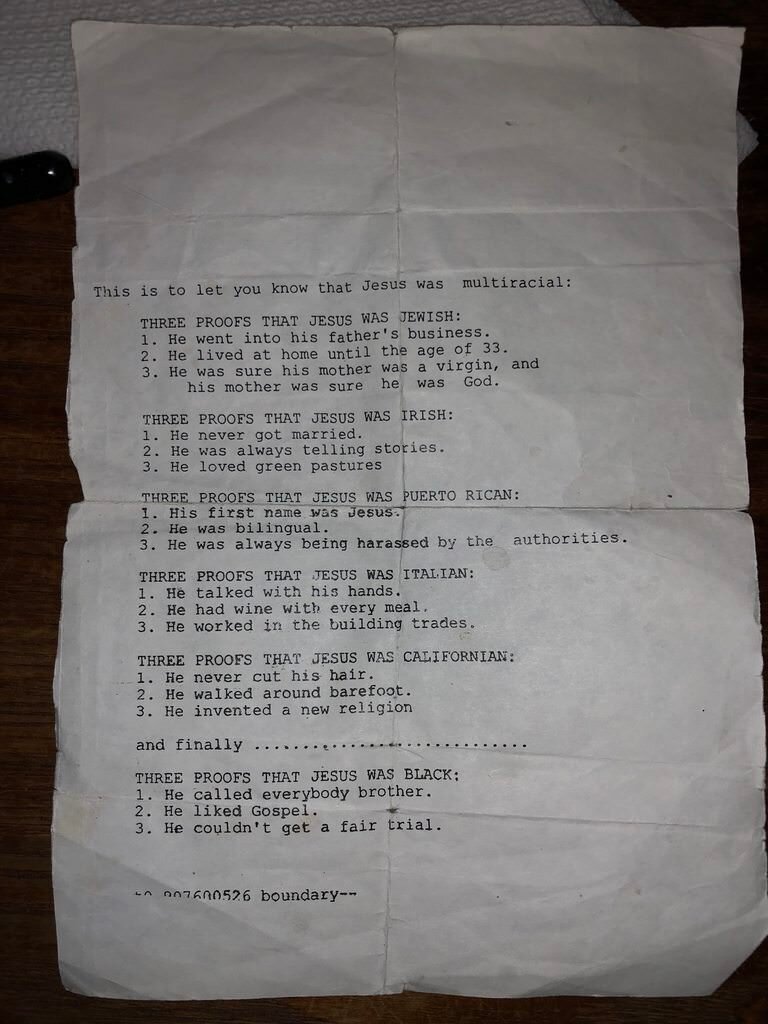 This is to let you know that Jesus was multiracial:
THREE PROOFS THAT JESUS WAS JEWISH:
1. He went into his father's business.
2. He lived at home until the age of 33.
3. He was sure his mother was a virgin, and
his mother was sure he was God.
THREE PROOFS THAT JESUS WAS IRISH:
1. He never got married.
2. He was always telling stories.
3. He loved green pastures
THREE PROOFS THAT JESUS WAS PUERTO RICAN:
1. His first name was Jesus.
2. He was bilingual.
3. He was always being harassed by the authorities.
THREE PROOFS THAT JESUS WAS ITALIAN:
1. He talked with his hands.
2. He had wine with every meal.
3. He worked in the building trades.
THREE PROOFS THAT JESUS WAS CALIFORNIAN:
1. He never cut his hair.
2. He walked around barefoot.
3. He invented a new religion
and finally ..................................
THREE PROOFS THAT JESUS WAS BLACK:
1. He called everybody brother.
2. He liked Gospel.
3. He couldn't get a fair trial.
boundary--